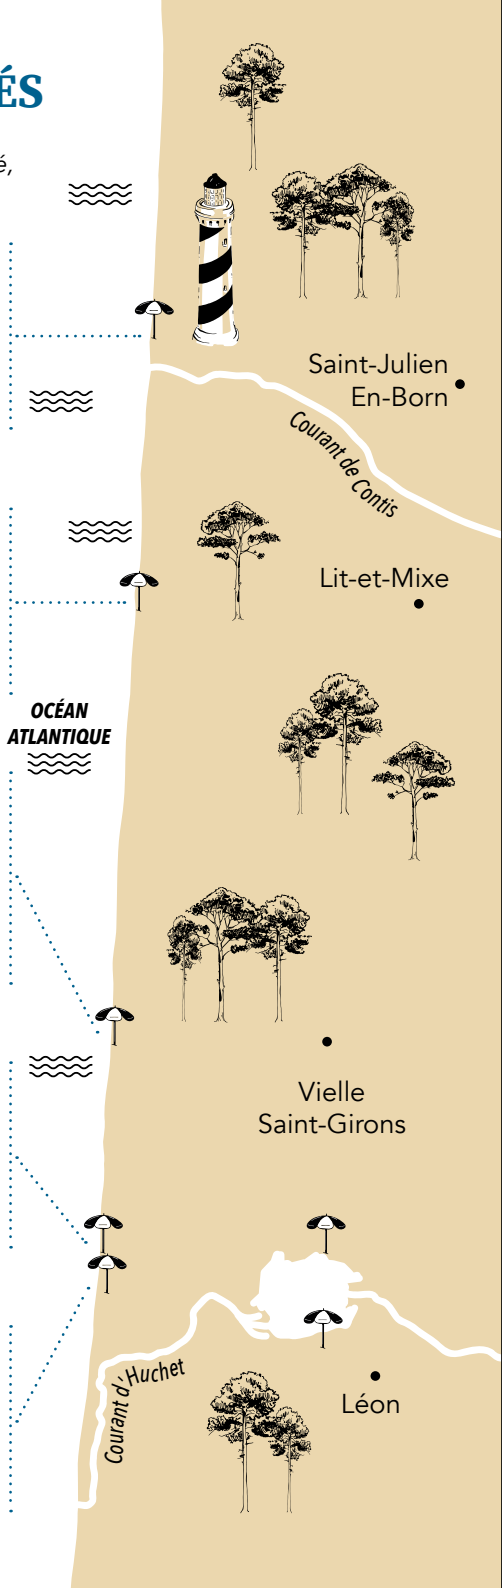 ÉS
é,
Saint-Julien
En-Born
Courant de Contis
Lit-et-Mixe
OCÉAN
ATLANTIQUE
Vielle
Saint-Girons
Courant d'Huchet
Léon